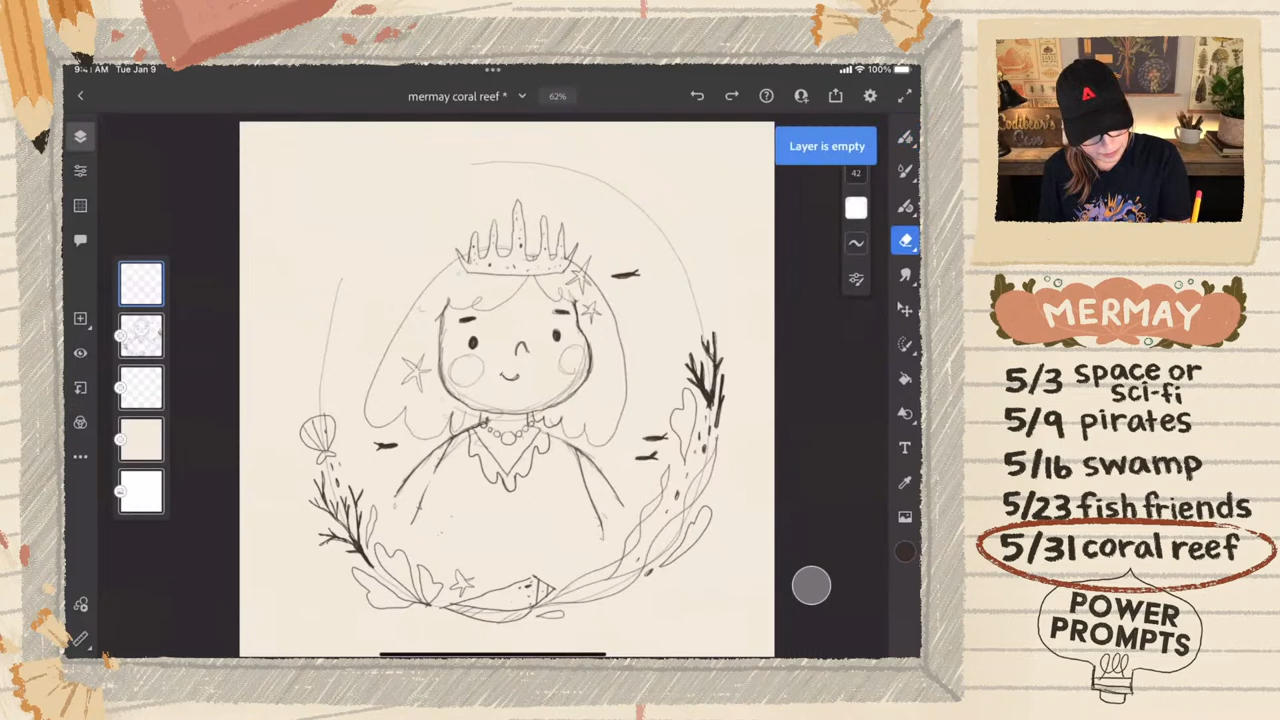 9:41 AM Tue Jan 9
100%
mermay coral reef *
62%
Layer is empty
42
T
A
MERMAY
5/3 space or
sci-fi
5/9 pirates
5/16 swamp
5/23 fish friends
5/31 coral reef
POWER
PROMPTS